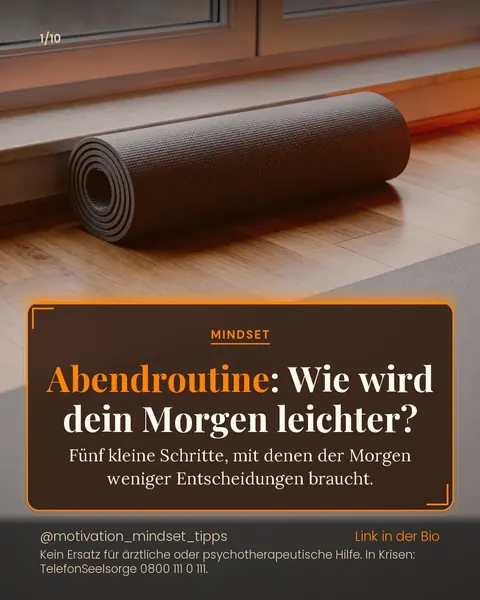 1/10
MINDSET
Abendroutine: Wie wird
dein Morgen leichter?
Fünf kleine Schritte, mit denen der Morgen
weniger Entscheidungen braucht.
@motivation_mindset_tipps
Link in der Bio
Kein Ersatz für ärztliche oder psychotherapeutische Hilfe. In Krisen:
TelefonSeelsorge 0800 111 0 111.